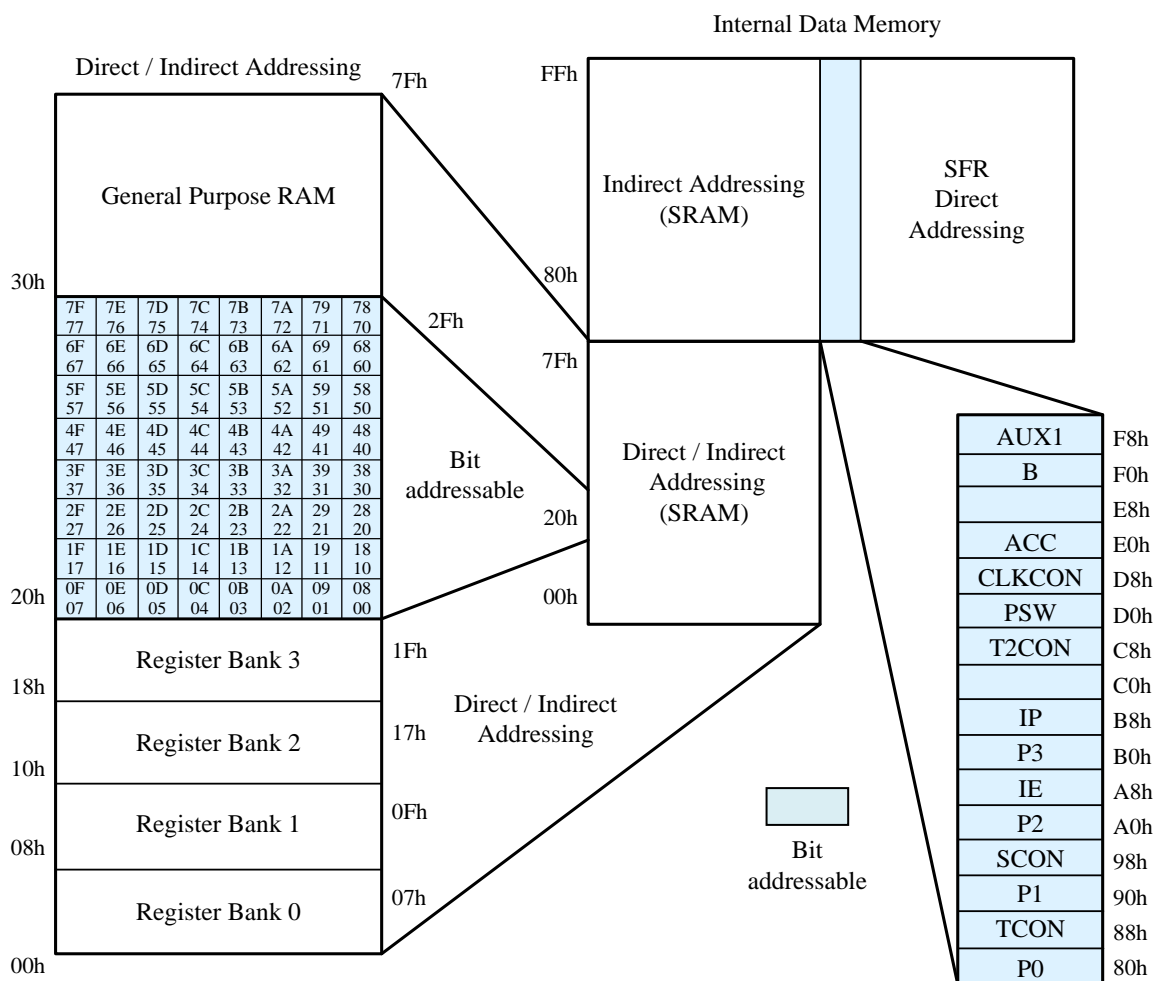 Internal Data Memory
Direct / Indirect Addressing
7Fh
General Purpose RAM
30h
7F 7E 7D 7C 7B 7A 79 78
77 76 75 74 73 72 71 70
6F 6E 6D 6C 6B 6A 69 68
67 66 65 64 63 62 61 60
5F 5E 5D 5C 5B 5A 59 58
57 56 55 54 53 52 51 50
4F 4E 4D 4C 4B 4A 49 48
47 46 45 44 43 42 41 40
3F 3E 3D 3C 3B 3A 39 38
37 36 35 34 33 32 31 30
2F 2E 2D 2C 2B 2A 29 28
27 26 25 24 23 22 21 20
1F 1E 1D 1C 1B 1A 19 18
17 16 15 14 13 12 11 10
0F 0E 0D 0C 0B 0A 09 08
07 06 05 04 03 02 01 00
2Fh
Bit
addressable
20h
Register Bank 3
1Fh
18h
Register Bank 2
17h
10h
Register Bank 1
0Fh
08h
Register Bank 0
07h
00h
Direct / Indirect
Addressing
FFh
Indirect Addressing
(SRAM)
80h
SFR
Direct
Addressing
7Fh
Direct / Indirect
Addressing
(SRAM)
20h
00h
Bit
addressable
AUX1 F8h
B F0h
E8h
ACC E0h
CLKCON D8h
PSW D0h
T2CON C8h
C0h
IP B8h
P3 B0h
IE A8h
P2 A0h
SCON 98h
P1 90h
TCON 88h
P0 80h